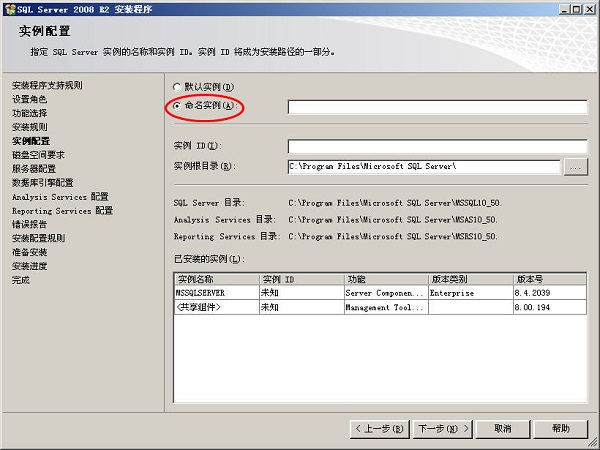 SQL Server 2008 R2 安装程序
实例配置
指定 SQL Server 实例的名称和实例 ID。实例 ID 将成为安装路径的一部分。
安装程序支持规则
设置角色
功能选择
安装规则
实例配置
磁盘空间要求
服务器配置
数据库引擎配置
Analysis Services 配置
Reporting Services 配置
错误报告
安装配置规则
准备安装
安装进度
完成
默认实例(D)
命名实例(A):
实例 ID(I):
实例根目录(R): C:\Program Files\Microsoft SQL Server\ ...
SQL Server 目录: C:\Program Files\Microsoft SQL Server\MSSQL10_50.
Analysis Services 目录: C:\Program Files\Microsoft SQL Server\MSAS10_50.
Reporting Services 目录: C:\Program Files\Microsoft SQL Server\MSRS10_50.
已安装的实例(L):
实例名称 实例 ID 功能 版本类别 版本号
MSSQLSERVER 未知 Server Componen... Enterprise 8.4.2039
<共享组件> 未知 Management Tool... 8.00.194
< 上一步(B) 下一步(N) > 取消 帮助